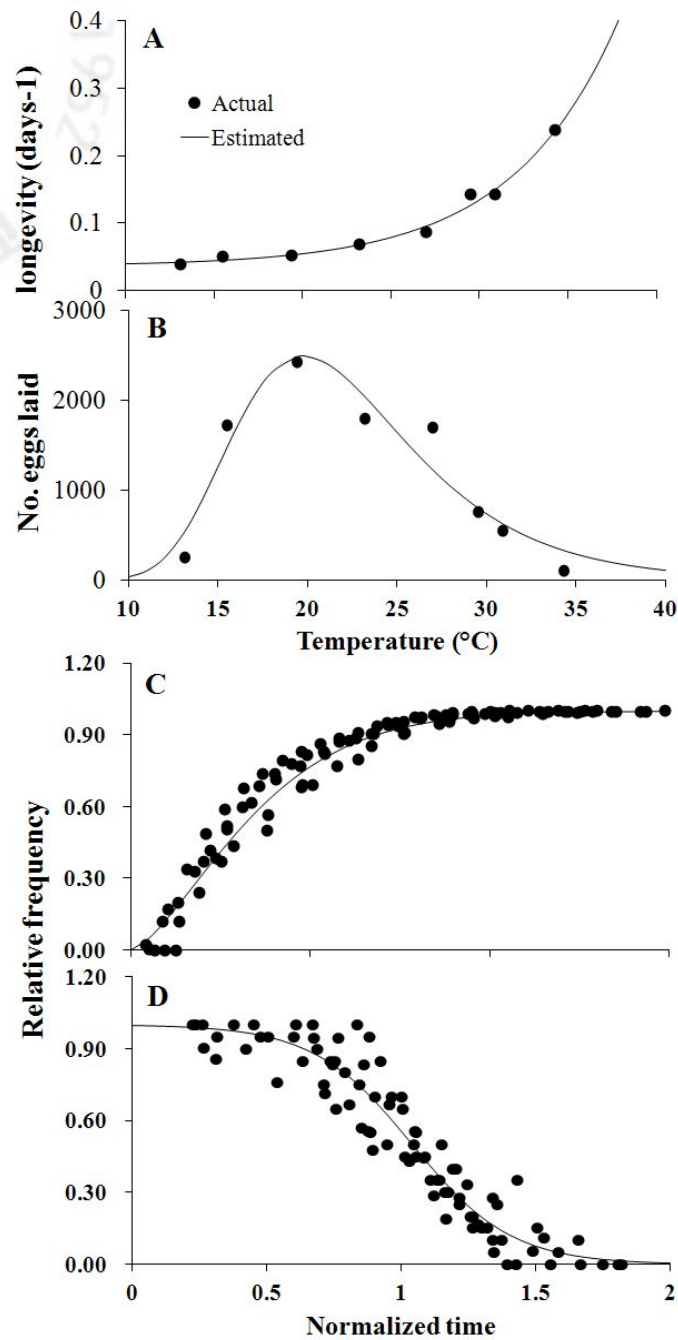 A
0.4
0.3
0.2
0.1
0
longevity (days-1)
Actual
Estimated
1962
B
3000
2000
1000
0
No. eggs laid
10 15 20 25 30 35 40
Temperature (°C)
C
1.20
0.90
0.60
0.30
0.00
Relative frequency
D
1.20
0.90
0.60
0.30
0.00
0 0.5 1 1.5 2
Normalized time